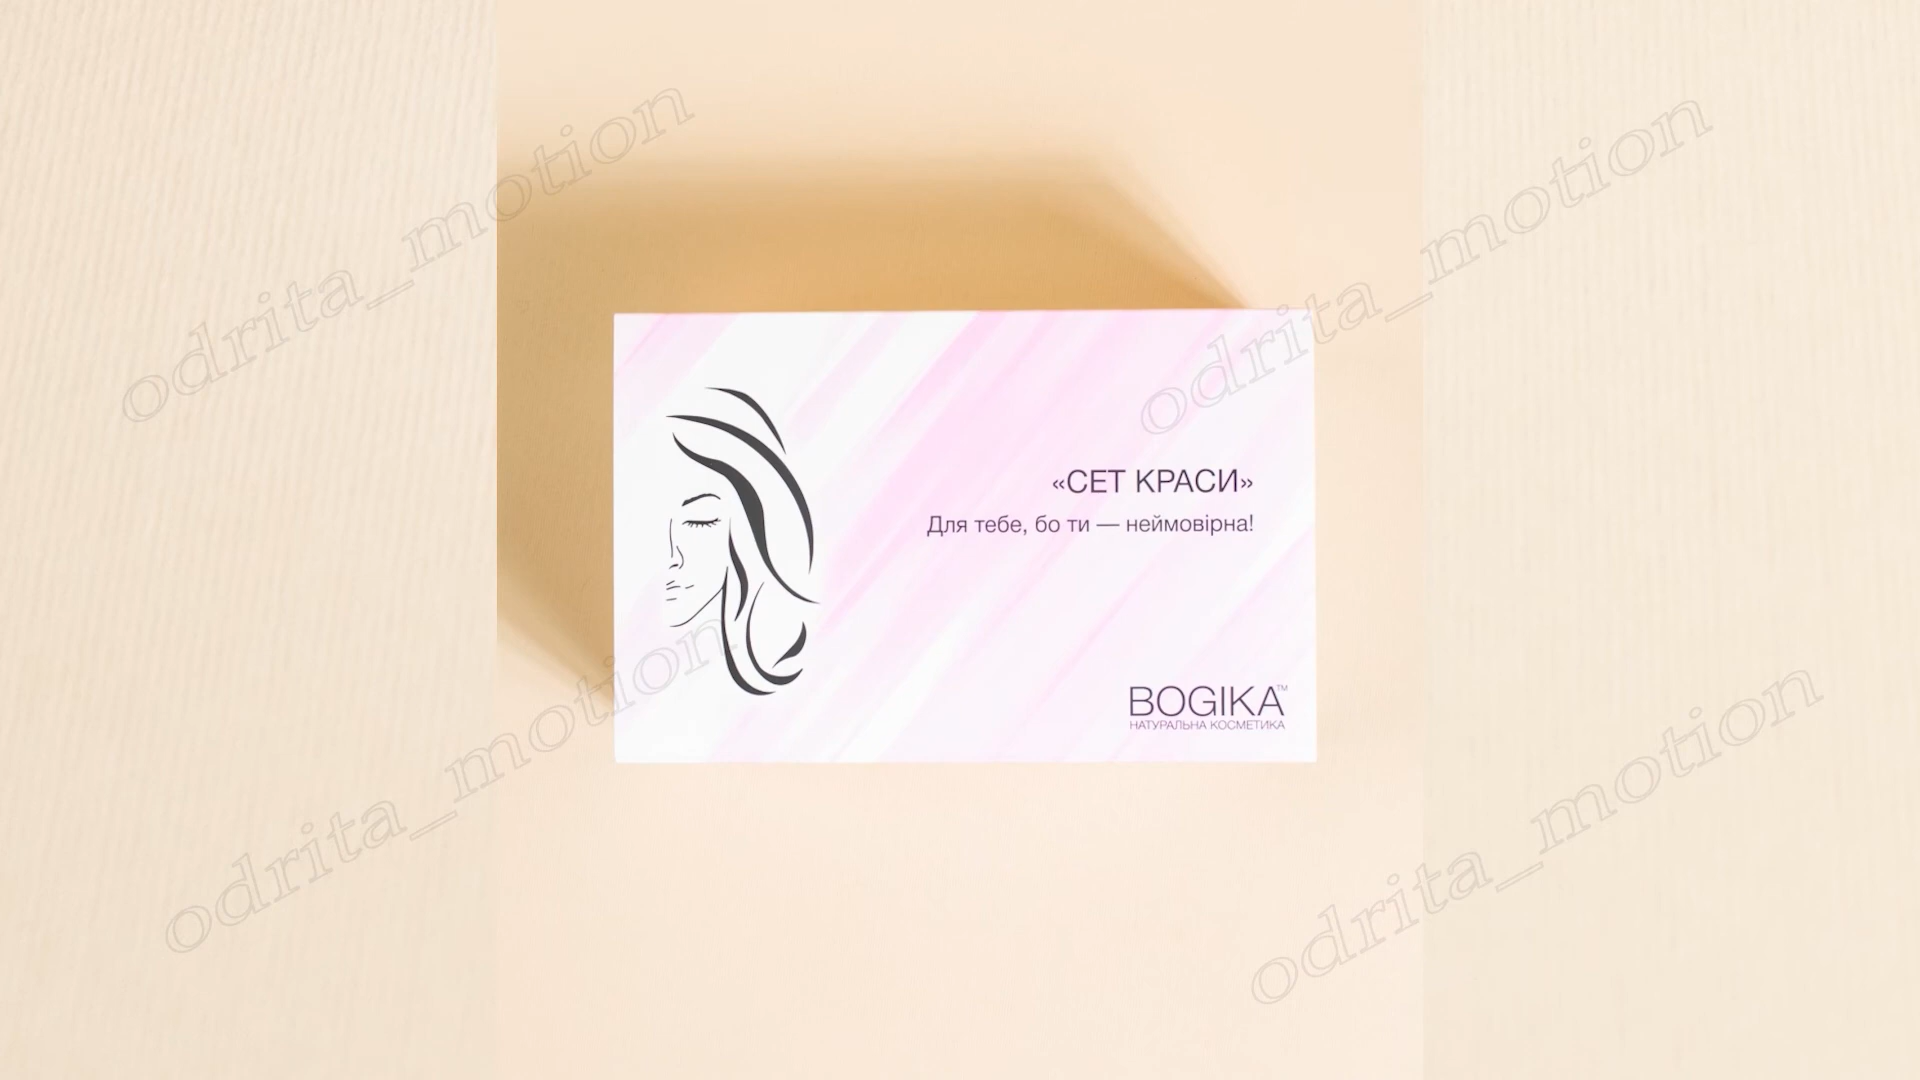 odrita_motion
odrita_motion
«СЕТ КРАСИ»
Для тебе, бо ти — неймовірна!
BOGIKA™
НАТУРАЛЬНА КОСМЕТИКА
odrita_motion
odrita_motion